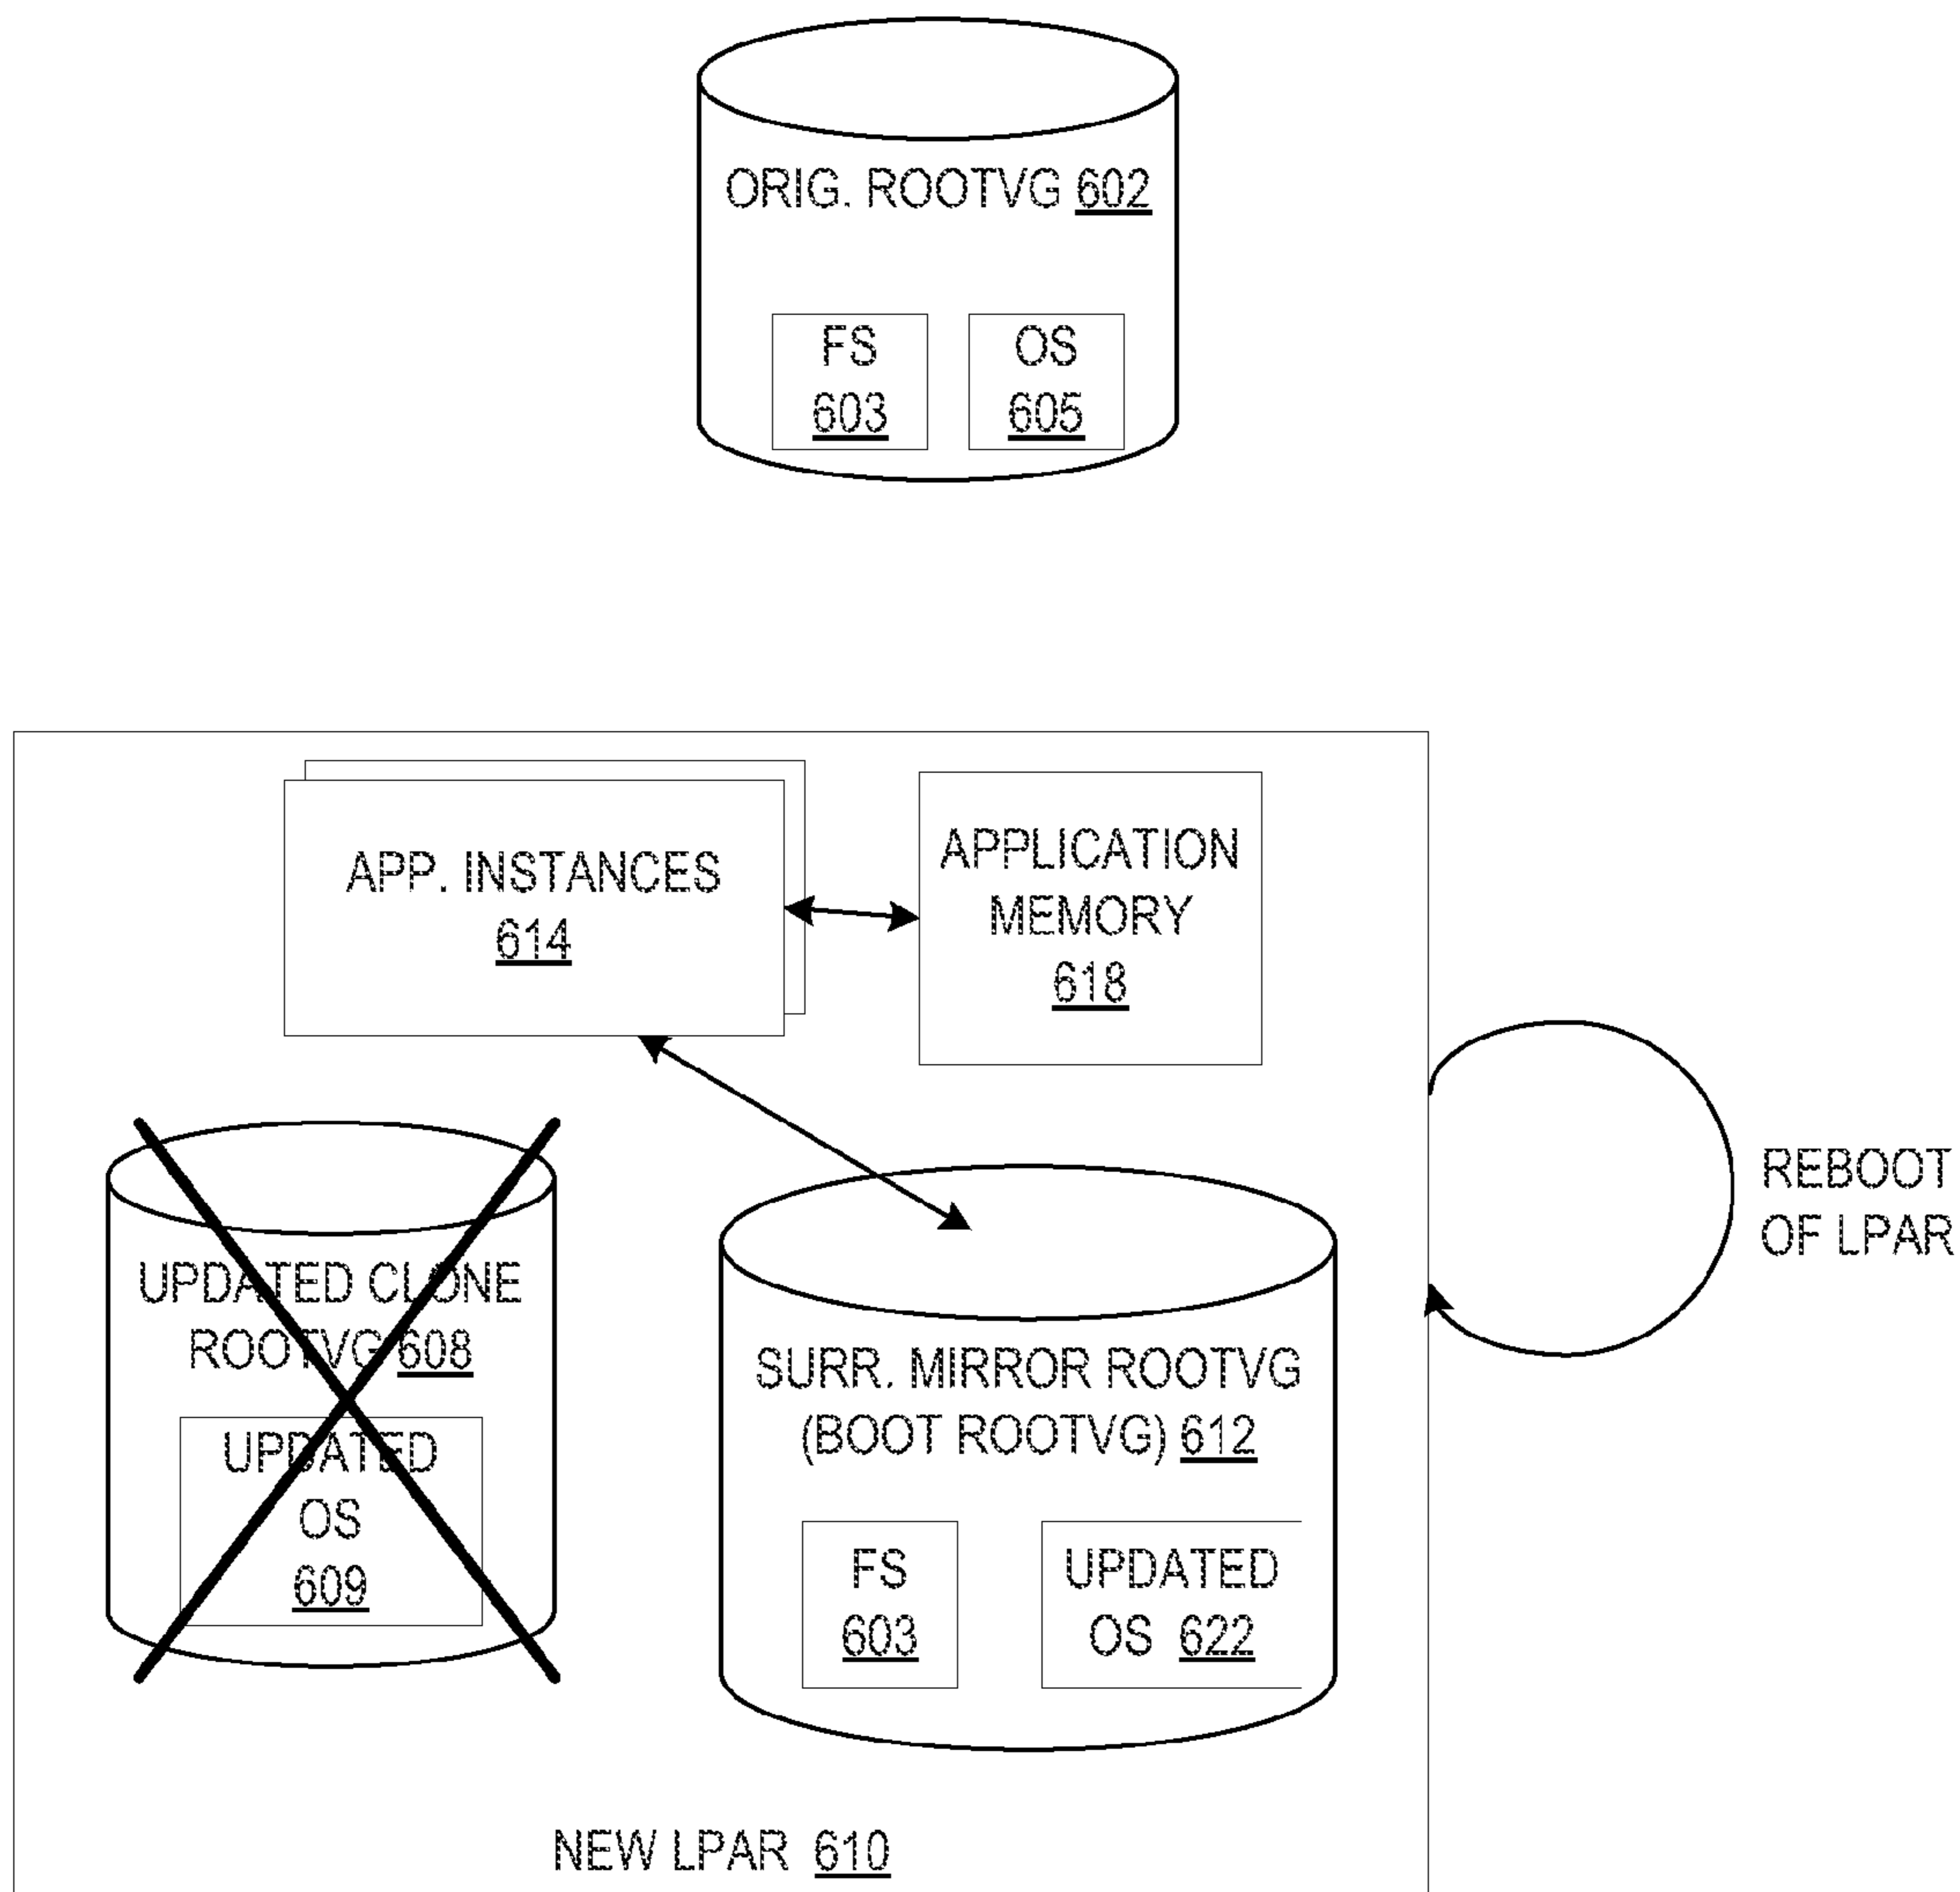 ORIG. ROOTVG 602
FS
603
OS
605
APP. INSTANCES
614
APPLICATION
MEMORY
618
REBOOT
OF LPAR
UPDATED CLONE
ROOTVG 608
UPDATED
OS
609
SURR. MIRROR ROOTVG
(BOOT ROOTVG) 612
FS
603
UPDATED
OS 622
NEW LPAR 610